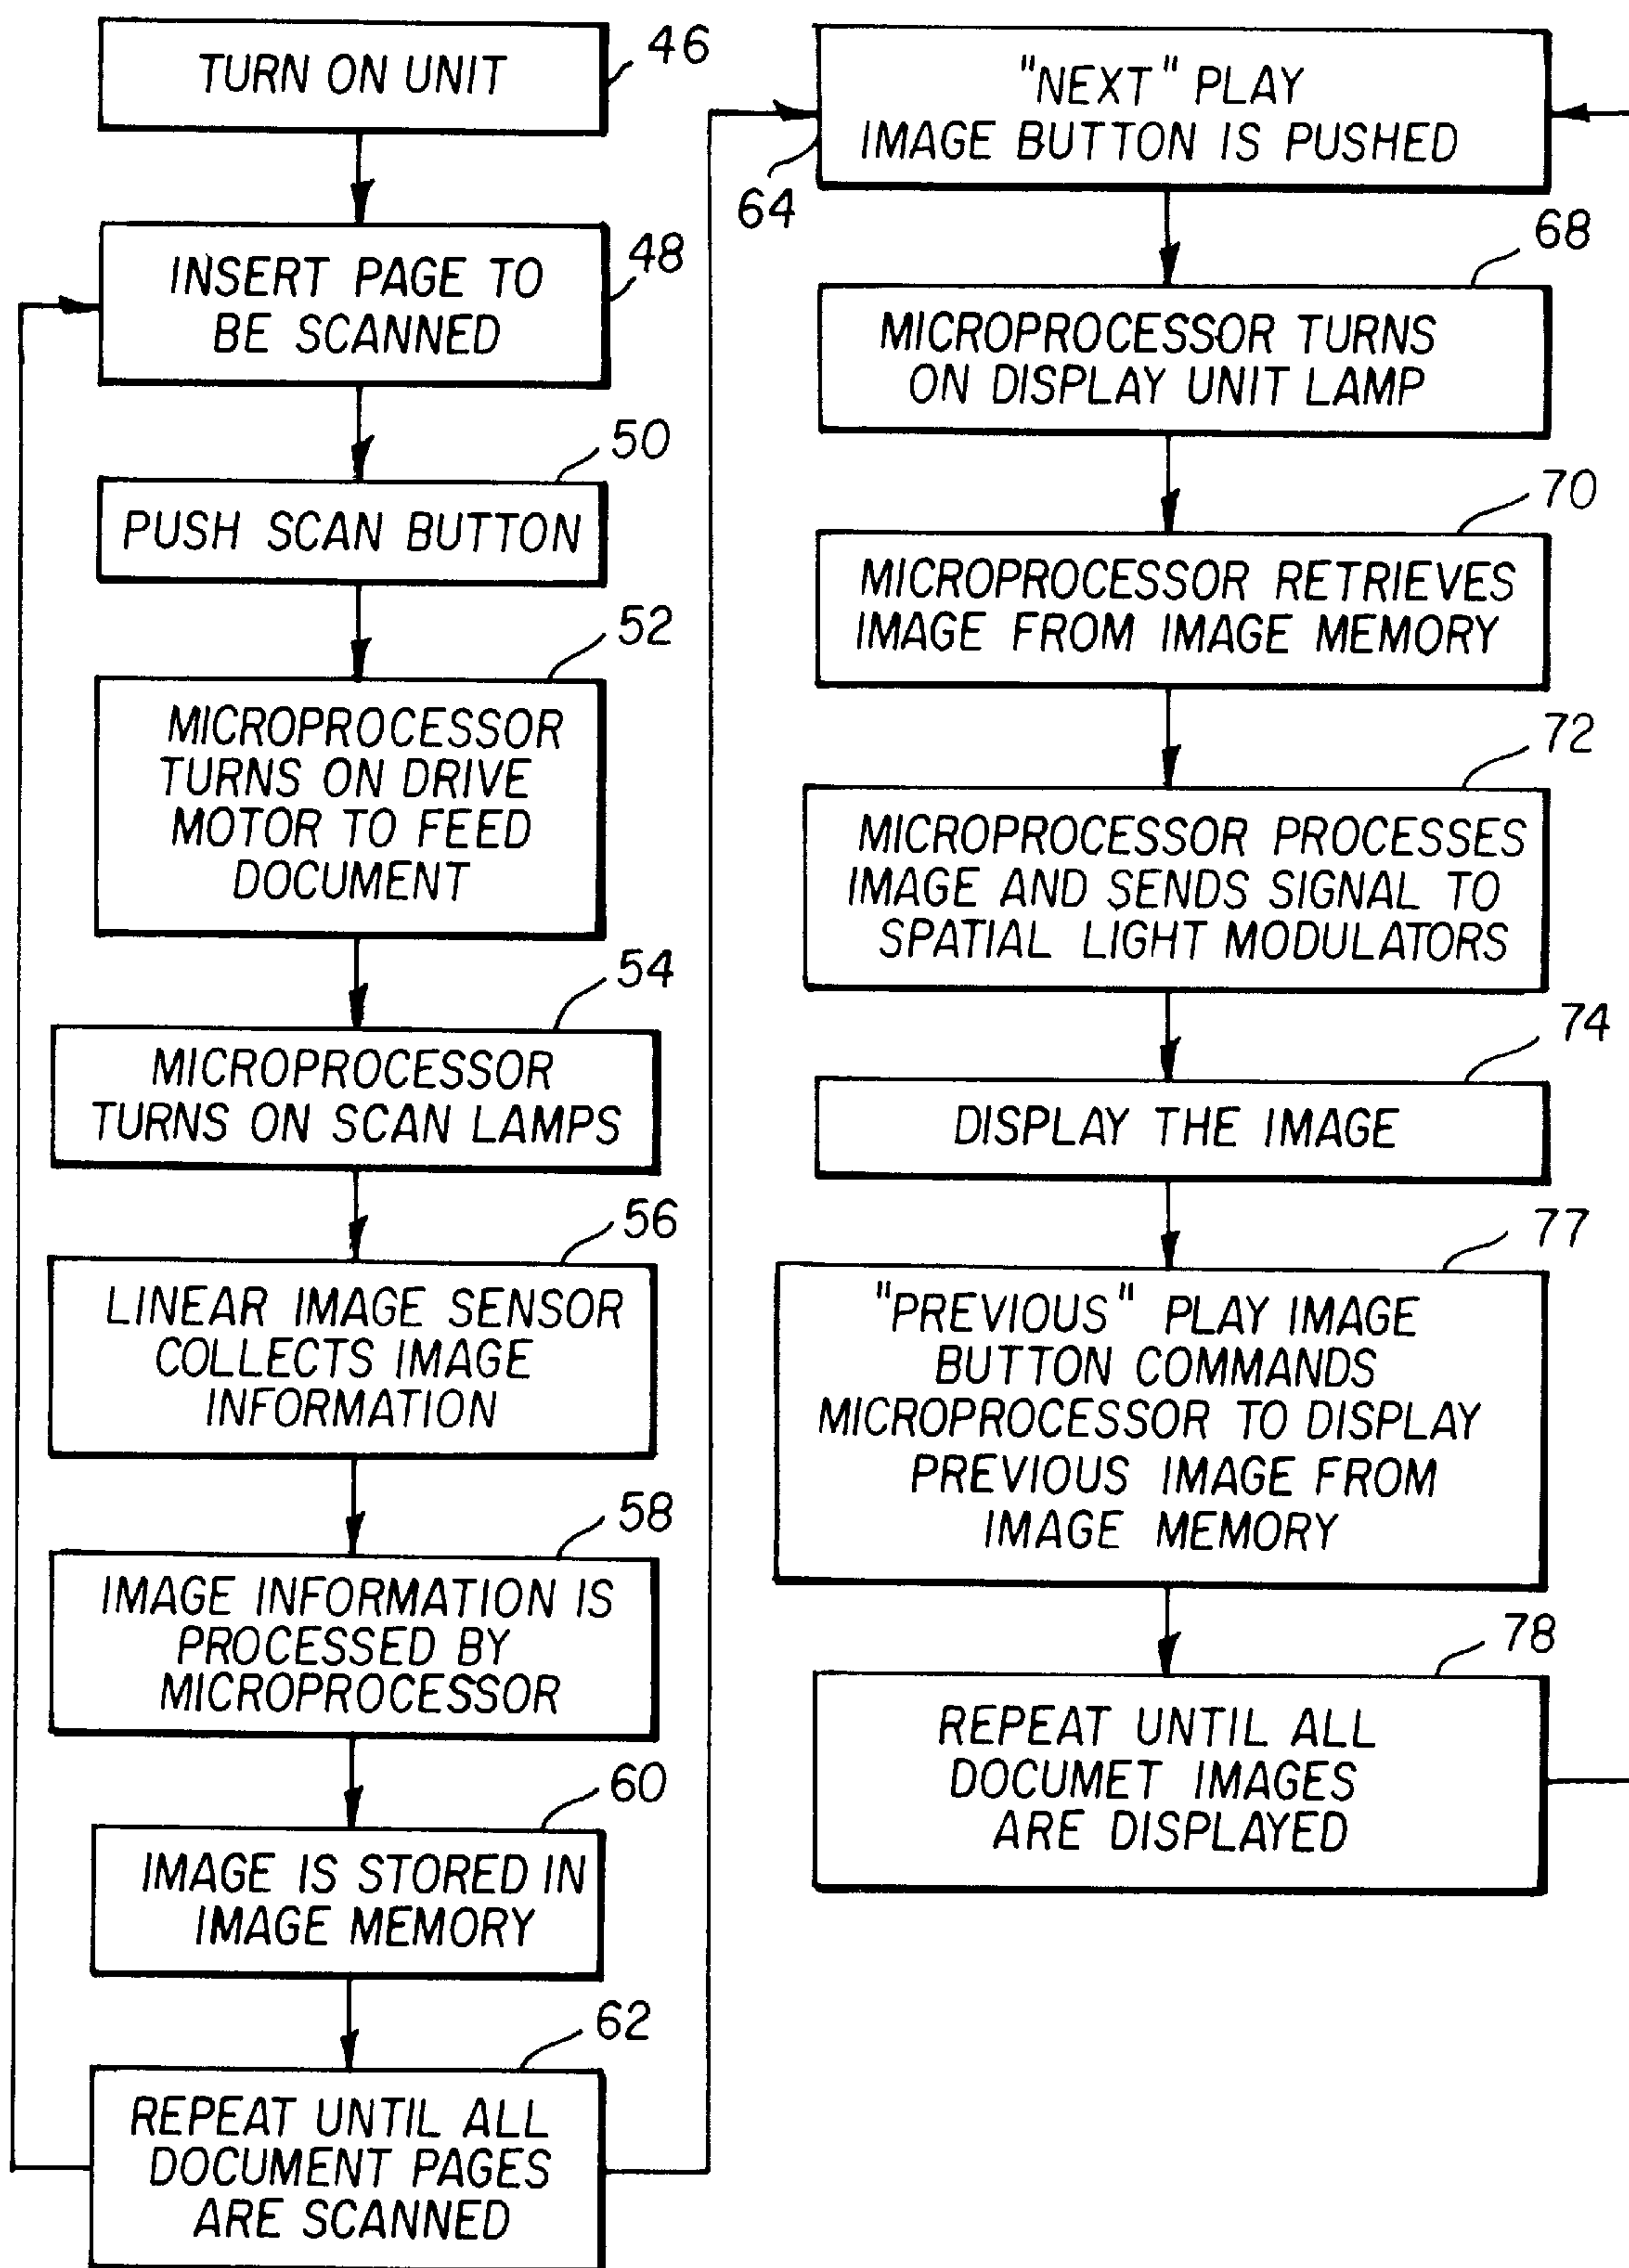 TURN ON UNIT
46
INSERT PAGE TO
BE SCANNED
48
50
PUSH SCAN BUTTON
52
MICROPROCESSOR
TURNS ON DRIVE
MOTOR TO FEED
DOCUMENT
54
MICROPROCESSOR
TURNS ON SCAN LAMPS
56
LINEAR IMAGE SENSOR
COLLECTS IMAGE
INFORMATION
58
IMAGE INFORMATION IS
PROCESSED BY
MICROPROCESSOR
60
IMAGE IS STORED IN
IMAGE MEMORY
62
REPEAT UNTIL ALL
DOCUMENT PAGES
ARE SCANNED
"NEXT" PLAY
IMAGE BUTTON IS PUSHED
64
68
MICROPROCESSOR TURNS
ON DISPLAY UNIT LAMP
70
MICROPROCESSOR RETRIEVES
IMAGE FROM IMAGE MEMORY
72
MICROPROCESSOR PROCESSES
IMAGE AND SENDS SIGNAL TO
SPATIAL LIGHT MODULATORS
74
DISPLAY THE IMAGE
77
"PREVIOUS" PLAY IMAGE
BUTTON COMMANDS
MICROPROCESSOR TO DISPLAY
PREVIOUS IMAGE FROM
IMAGE MEMORY
78
REPEAT UNTIL ALL
DOCUMET IMAGES
ARE DISPLAYED